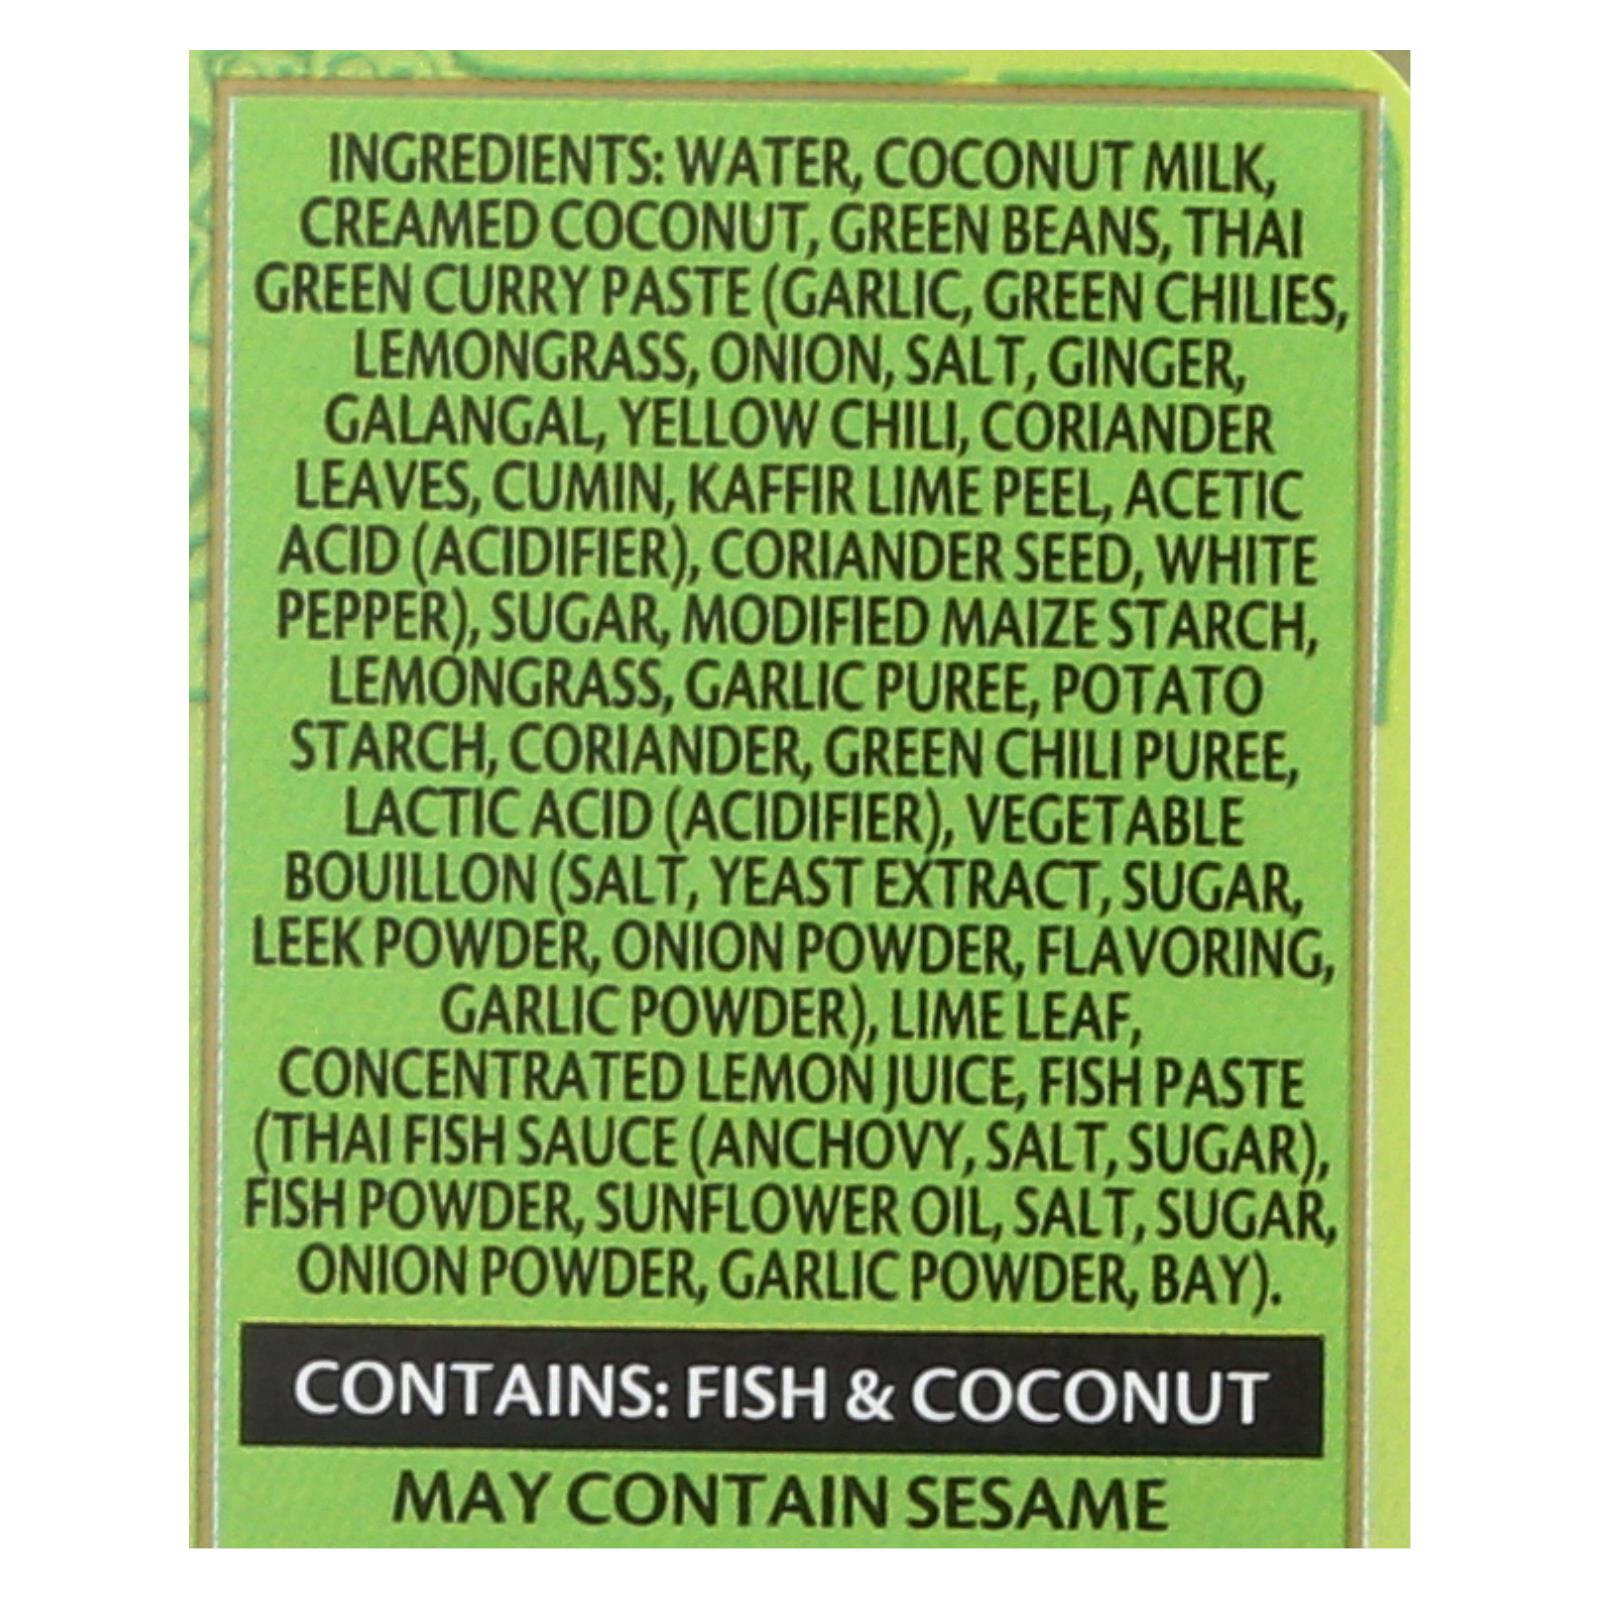 INGREDIENTS: WATER, COCONUT MILK,
CREAMED COCONUT, GREEN BEANS, THAI
GREEN CURRY PASTE (GARLIC, GREEN CHILIES,
LEMONGRASS, ONION, SALT, GINGER,
GALANGAL, YELLOW CHILI, CORIANDER
LEAVES, CUMIN, KAFFIR LIME PEEL, ACETIC
ACID (ACIDIFIER), CORIANDER SEED, WHITE
PEPPER), SUGAR, MODIFIED MAIZE STARCH,
LEMONGRASS, GARLIC PUREE, POTATO
STARCH, CORIANDER, GREEN CHILI PUREE,
LACTIC ACID (ACIDIFIER), VEGETABLE
BOUILLON (SALT, YEAST EXTRACT, SUGAR,
LEEK POWDER, ONION POWDER, FLAVORING,
GARLIC POWDER), LIME LEAF,
CONCENTRATED LEMON JUICE, FISH PASTE
(THAI FISH SAUCE (ANCHOVY, SALT, SUGAR),
FISH POWDER, SUNFLOWER OIL, SALT, SUGAR,
ONION POWDER, GARLIC POWDER, BAY).
CONTAINS: FISH & COCONUT
MAY CONTAIN SESAME